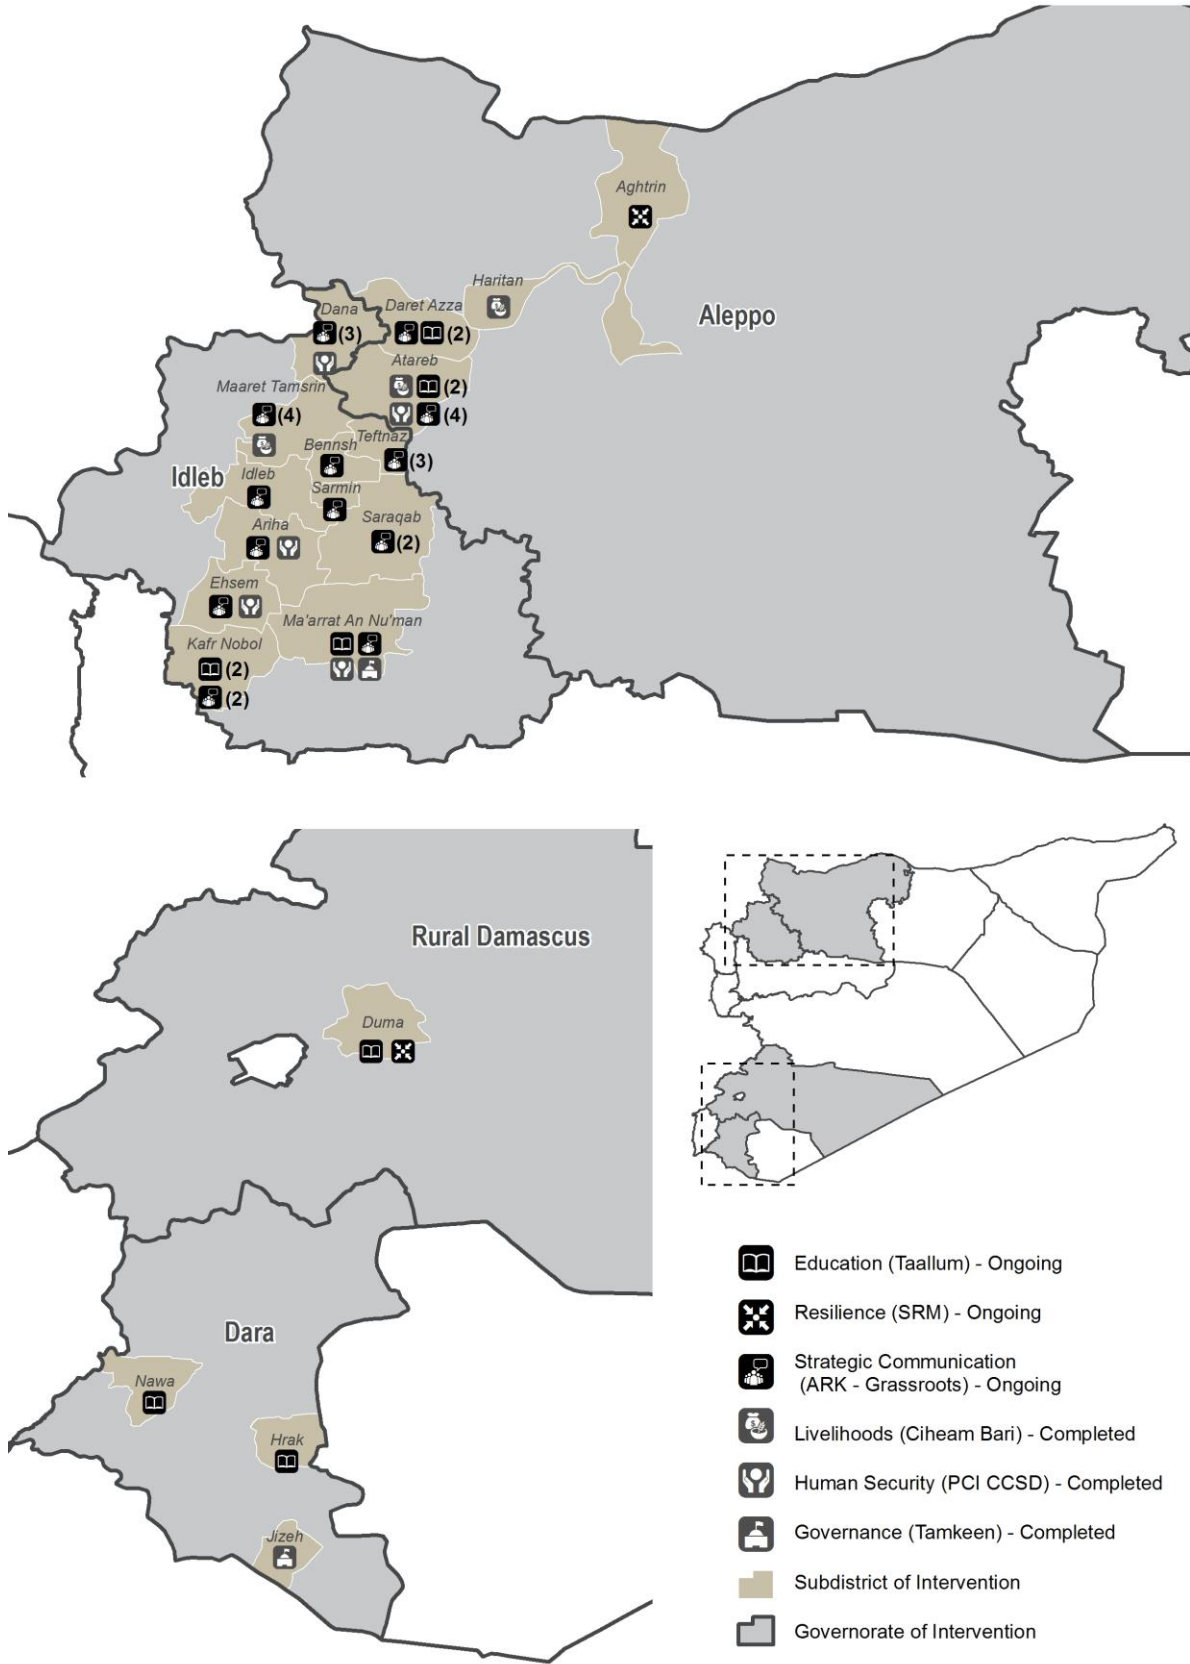 Aghtrin
Haritan
Aleppo
Dana
(3)
Daret Azza
(2)
Atareb
(2)
(4)
Maaret Tamsrin
(4)
Teftnaz
(3)
Bennsh
Idleb
Idleb
Sarmin
Saraqab
(2)
Ariha
Ehsem
Ma'arrat An Nu'man
Kafr Nobol
(2)
(2)
Rural Damascus
Duma
Dara
Nawa
Hrak
Jizeh
Education (Taallum) - Ongoing
Resilience (SRM) - Ongoing
Strategic Communication
(ARK - Grassroots) - Ongoing
Livelihoods (Ciheam Bari) - Completed
Human Security (PCI CCSD) - Completed
Governance (Tamkeen) - Completed
Subdistrict of Intervention
Governorate of Intervention